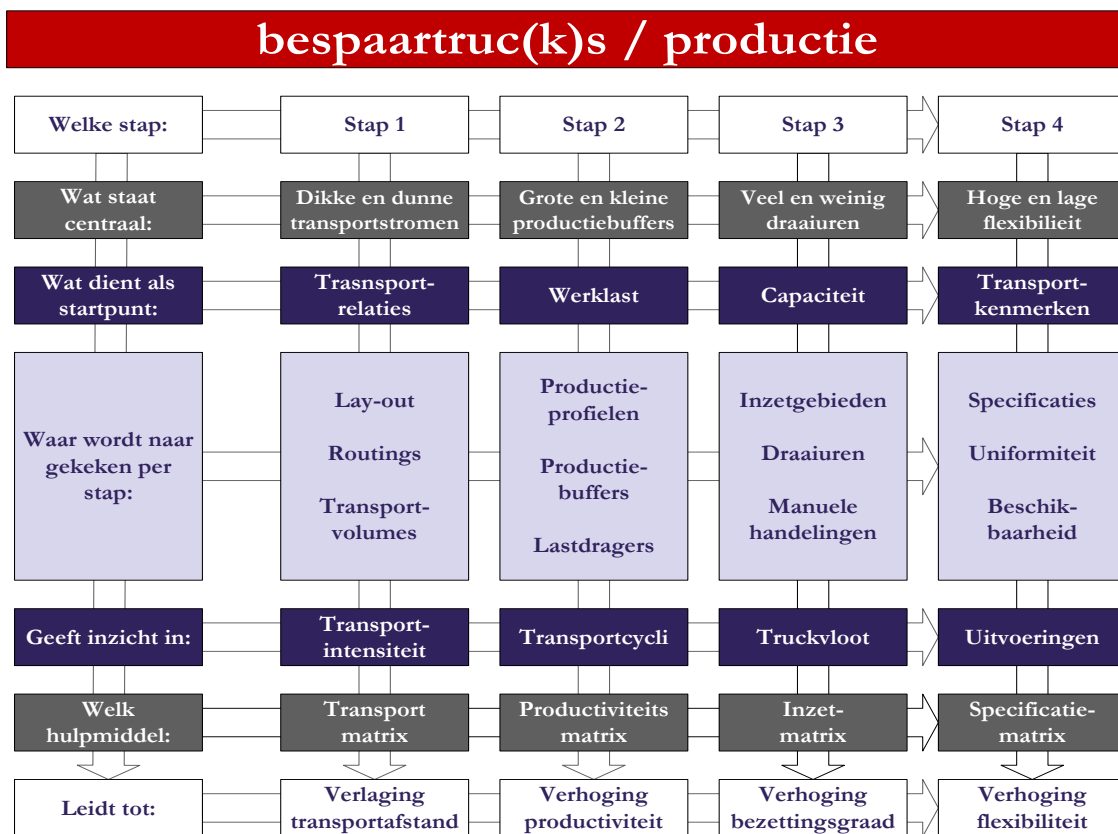 bespaartruc(k)s / productie
Welke stap:
Stap 1
Stap 2
Stap 3
Stap 4
Wat staat
centraal:
Dikke en dunne
transportstromen
Grote en kleine
productiebuffers
Veel en weinig
draaiuren
Hoge en lage
flexibilieit
Wat dient als
startpunt:
Trasnsport-
relaties
Werklast
Capaciteit
Transport-
kenmerken
Waar wordt naar
gekeken per
stap:
Lay-out
Routings
Transport-
volumes
Productie-
profielen
Productie-
buffers
Lastdragers
Inzetgebieden
Draaiuren
Manuele
handelingen
Specificaties
Uniformiteit
Beschik-
baarheid
Geeft inzicht in:
Transport-
intensiteit
Transportcycli
Truckvloot
Uitvoeringen
Welk
hulpmiddel:
Transport
matrix
Productiviteits
matrix
Inzet-
matrix
Specificatie-
matrix
Leidt tot:
Verlaging
transportafstand
Verhoging
productiviteit
Verhoging
bezettingsgraad
Verhoging
flexibiliteit